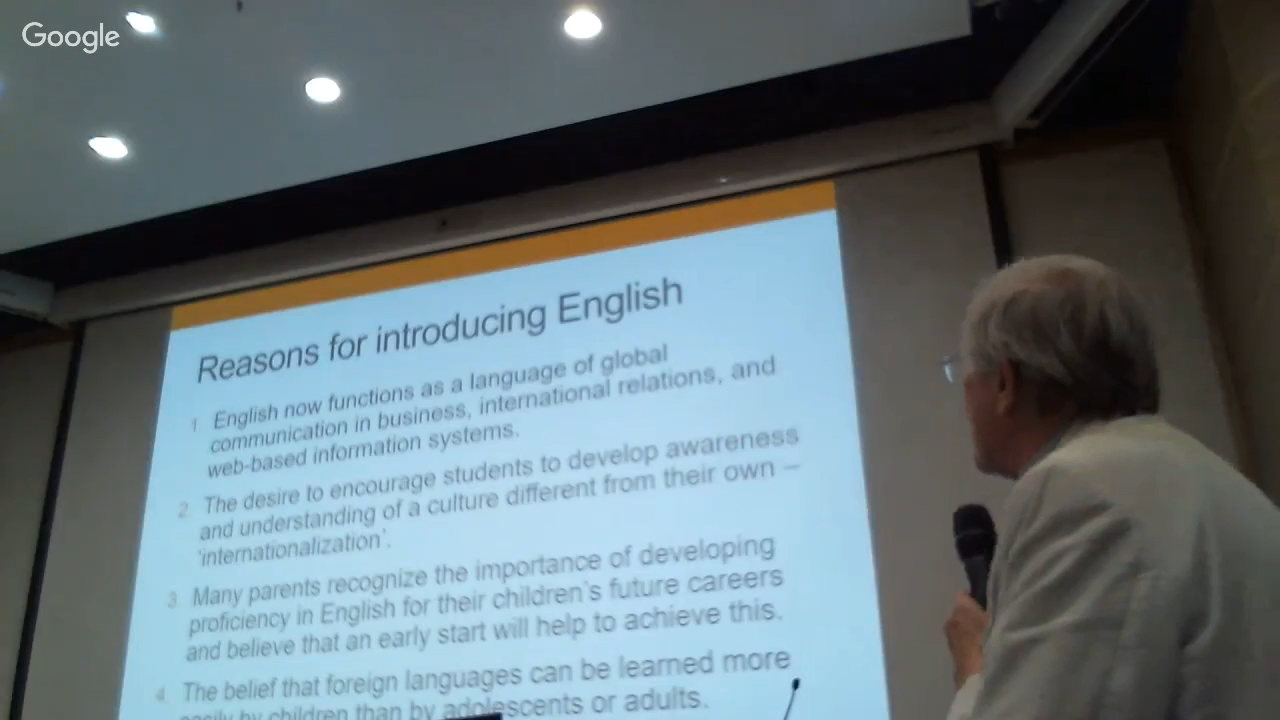 Google
Reasons for introducing English
1. English now functions as a language of global
communication in business, international relations, and
web-based information systems.
2. The desire to encourage students to develop awareness
and understanding of a culture different from their own –
'internationalization'.
3. Many parents recognize the importance of developing
proficiency in English for their children's future careers
and believe that an early start will help to achieve this.
4. The belief that foreign languages can be learned more
easily by children than by adolescents or adults.